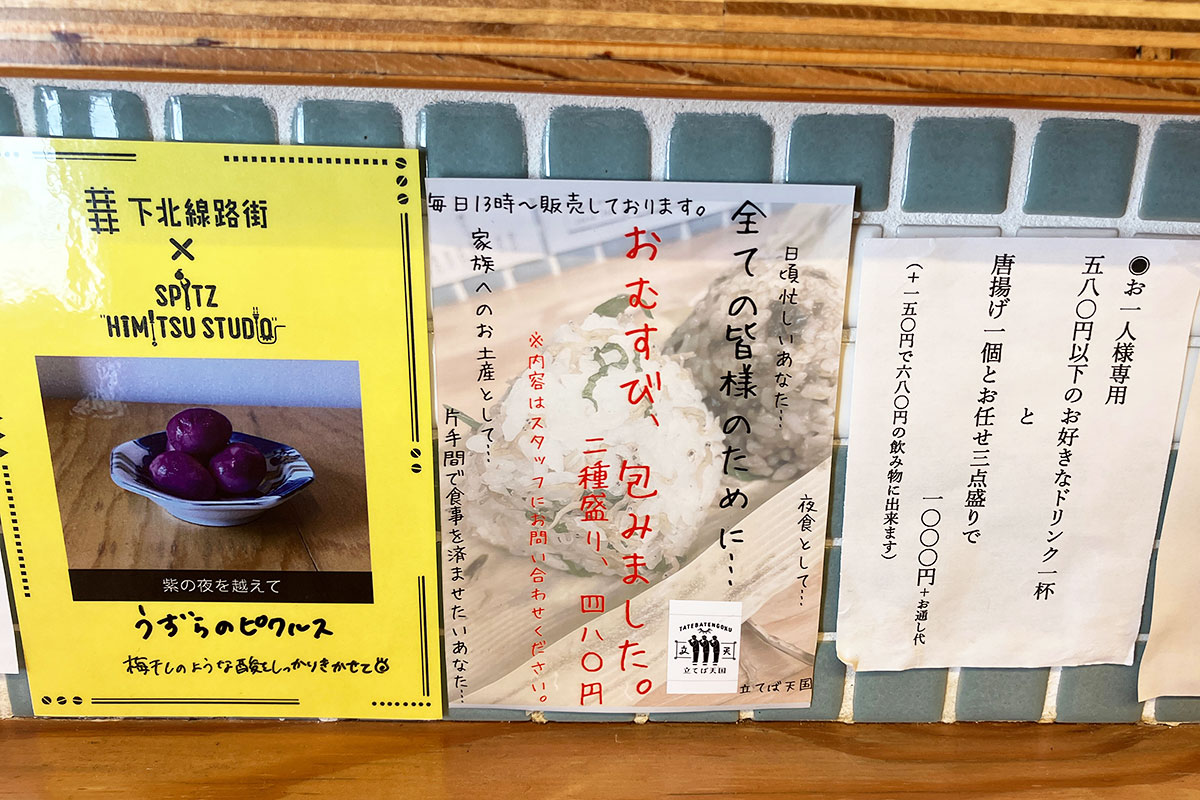 下北線路街
×
SPITZ
"HIMITSU STUDIO"
紫の夜を越えて
うずらのピクルス
梅干しのような酸をしっかりきかせて
毎日13時〜販売しております。
日頃忙しいあなた…
全ての皆様のために…
おむすび、包みました。
二種盛り、四八〇円
※内容はスタッフにお問い合わせください。
家族へのお土産として…
片手間で食事を済ませたいあなた…
夜食として…
TATEBATENGOKU
立
天
立てば天国
立てば天国
◉お一人様専用
五八〇円以下のお好きなドリンク一杯
と
唐揚げ一個とお任せ三点盛りで
一〇〇〇円+お通し代
(+一五〇円で六八〇円の飲み物に出来ます)